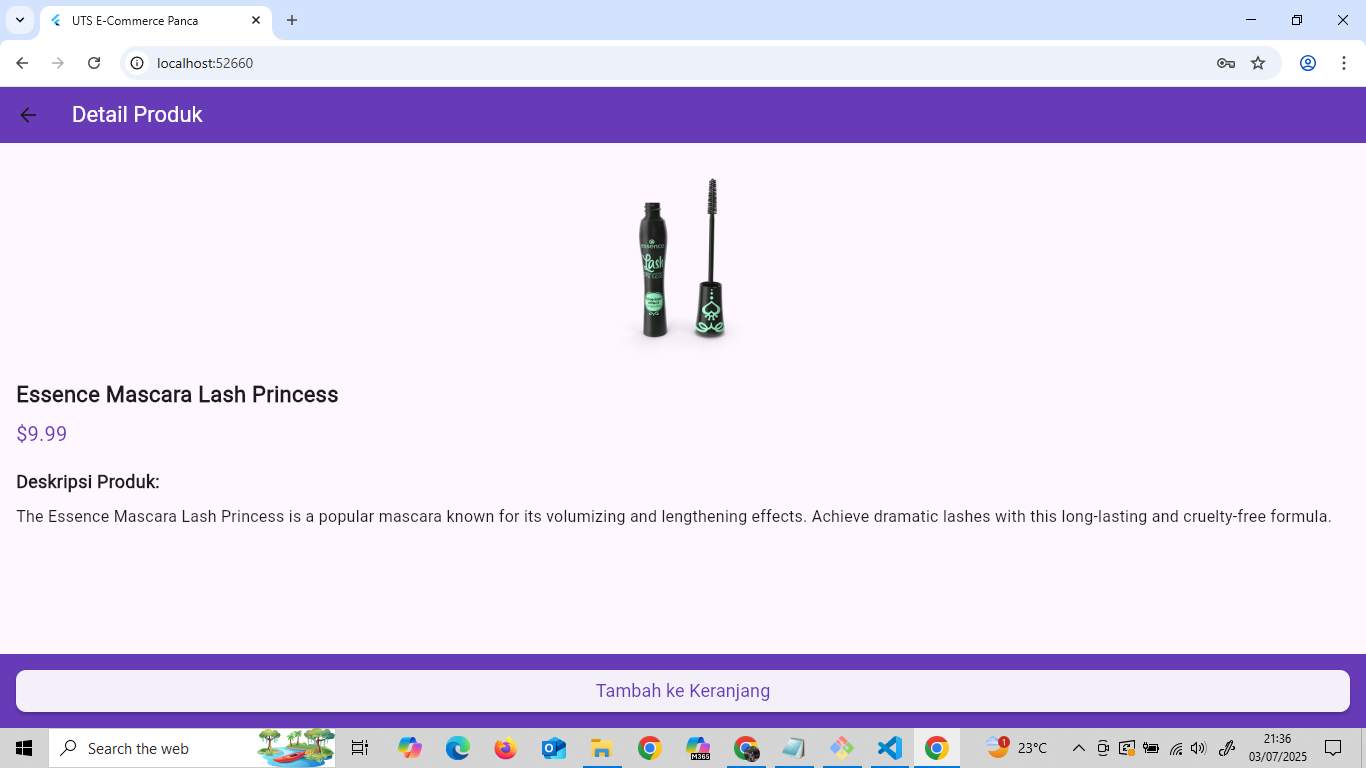 UTS E-Commerce Panca
localhost:52660
Detail Produk
essence
Lash
Essence Mascara Lash Princess
$9.99
Deskripsi Produk:
The Essence Mascara Lash Princess is a popular mascara known for its volumizing and lengthening effects. Achieve dramatic lashes with this long-lasting and cruelty-free formula.
Tambah ke Keranjang
Search the web
M365
1
23°C
21:36
03/07/2025